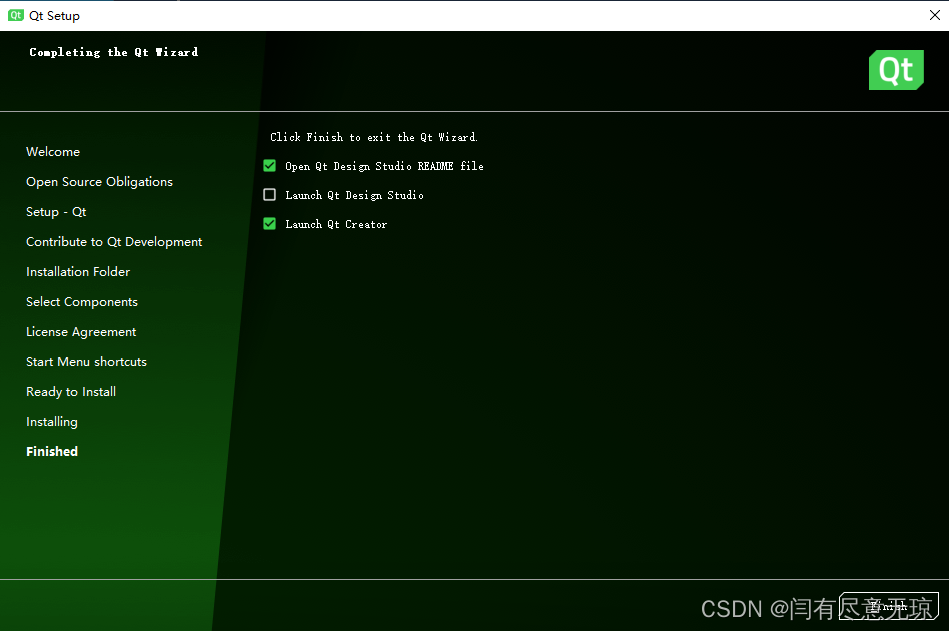 Qt Qt Setup
Completing the Qt Wizard
Qt
Click Finish to exit the Qt Wizard.
Open Qt Design Studio README file
Launch Qt Design Studio
Launch Qt Creator
Welcome
Open Source Obligations
Setup - Qt
Contribute to Qt Development
Installation Folder
Select Components
License Agreement
Start Menu shortcuts
Ready to Install
Installing
Finished
Finish
CSDN @闫有尽意无琼